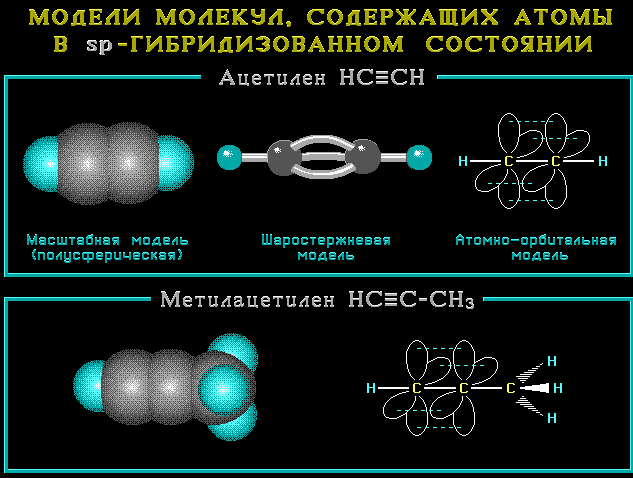 МОДЕЛИ МОЛЕКУЛ, СОДЕРЖАЩИХ АТОМЫ
В sp-ГИБРИДИЗОВАННОМ СОСТОЯНИИ
Ацетилен HC≡CH
H C C H
Масштабная модель
(полусферическая)
Шаростержневая
модель
Атомно-орбитальная
модель
Метилацетилен HC≡C-CH₃
H
H C C C H
H